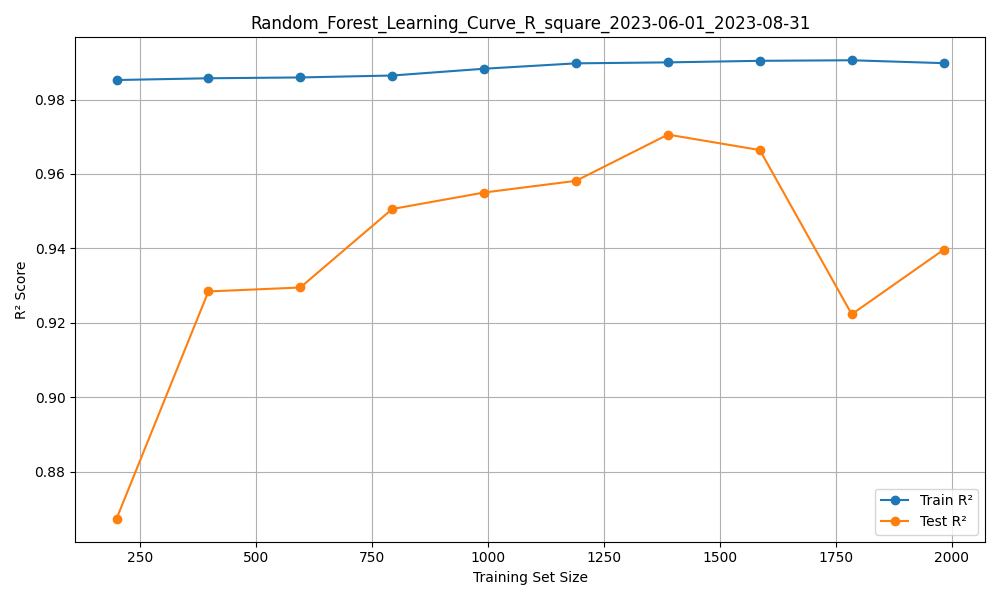 Random_Forest_Learning_Curve_R_square_2023-06-01_2023-08-31
0.98
0.96
0.94
0.92
0.90
0.88
R² Score
250
500
750
1000
1250
1500
1750
2000
Training Set Size
Train R²
Test R²